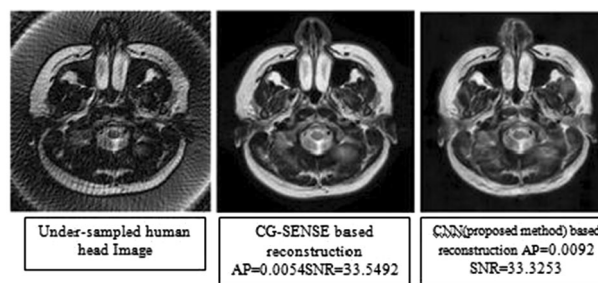 Under-sampled human
head Image
CG-SENSE based
reconstruction
AP=0.0054SNR=33.5492
CNN(proposed method) based
reconstruction AP=0.0092
SNR=33.3253